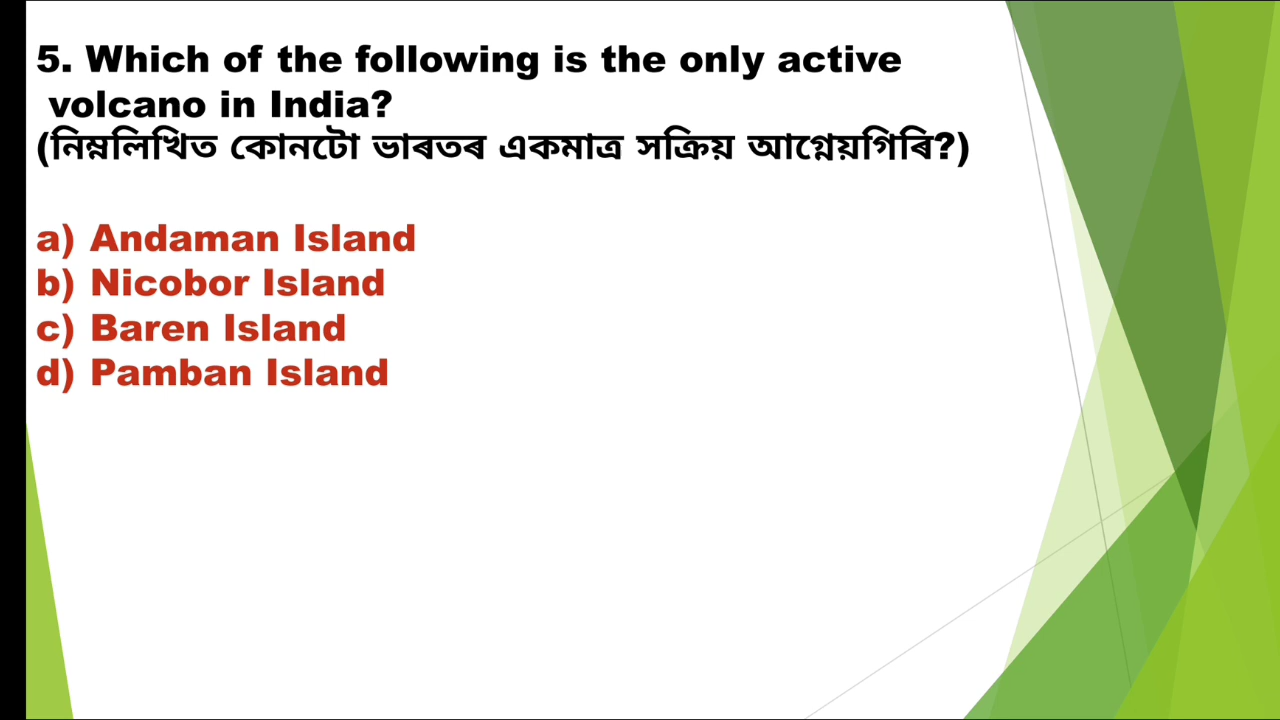 5. Which of the following is the only active
volcano in India?
(নিম্নলিখিত কোনটো ভাৰতৰ একমাত্ৰ সক্ৰিয় আগ্নেয়গিৰি?)
a) Andaman Island
b) Nicobor Island
c) Baren Island
d) Pamban Island